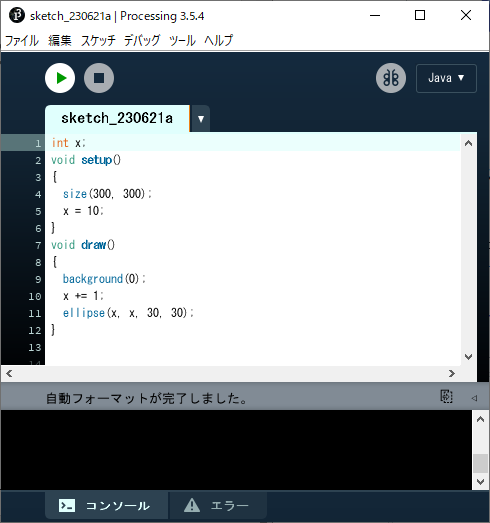 sketch_230621a | Processing 3.5.4
ファイル 編集 スケッチ デバッグ ツール ヘルプ
Java ▼
sketch_230621a ▼
1 int x;
2 void setup()
3 {
4   size(300, 300);
5   x = 10;
6 }
7 void draw()
8 {
9   background(0);
10   x += 1;
11   ellipse(x, x, 30, 30);
12 }
13
14
自動フォーマットが完了しました。
コンソール エラー